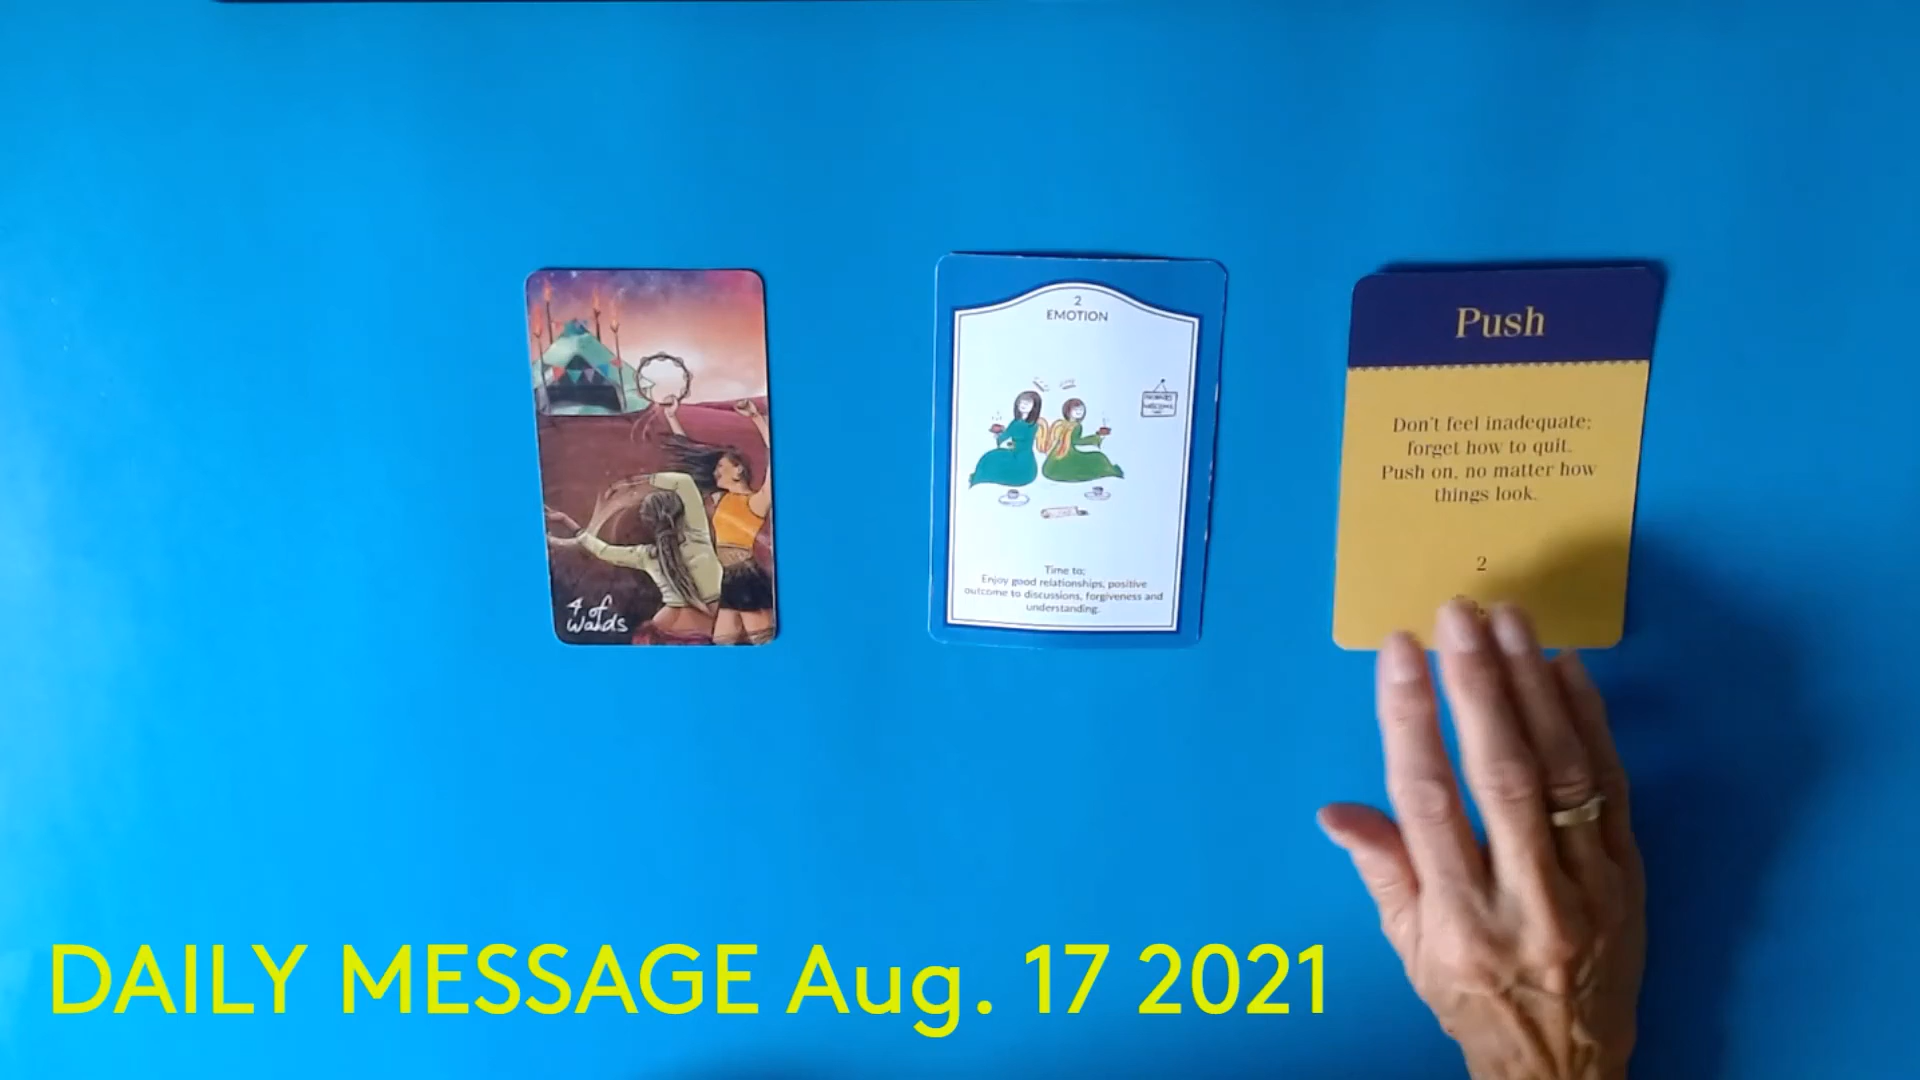 4 of
Wands
2
EMOTION
Time to;
Enjoy good relationships, positive
outcome to discussions, forgiveness and
understanding.
Push
Don't feel inadequate;
forget how to quit.
Push on, no matter how
things look.
2
DAILY MESSAGE Aug. 17 2021